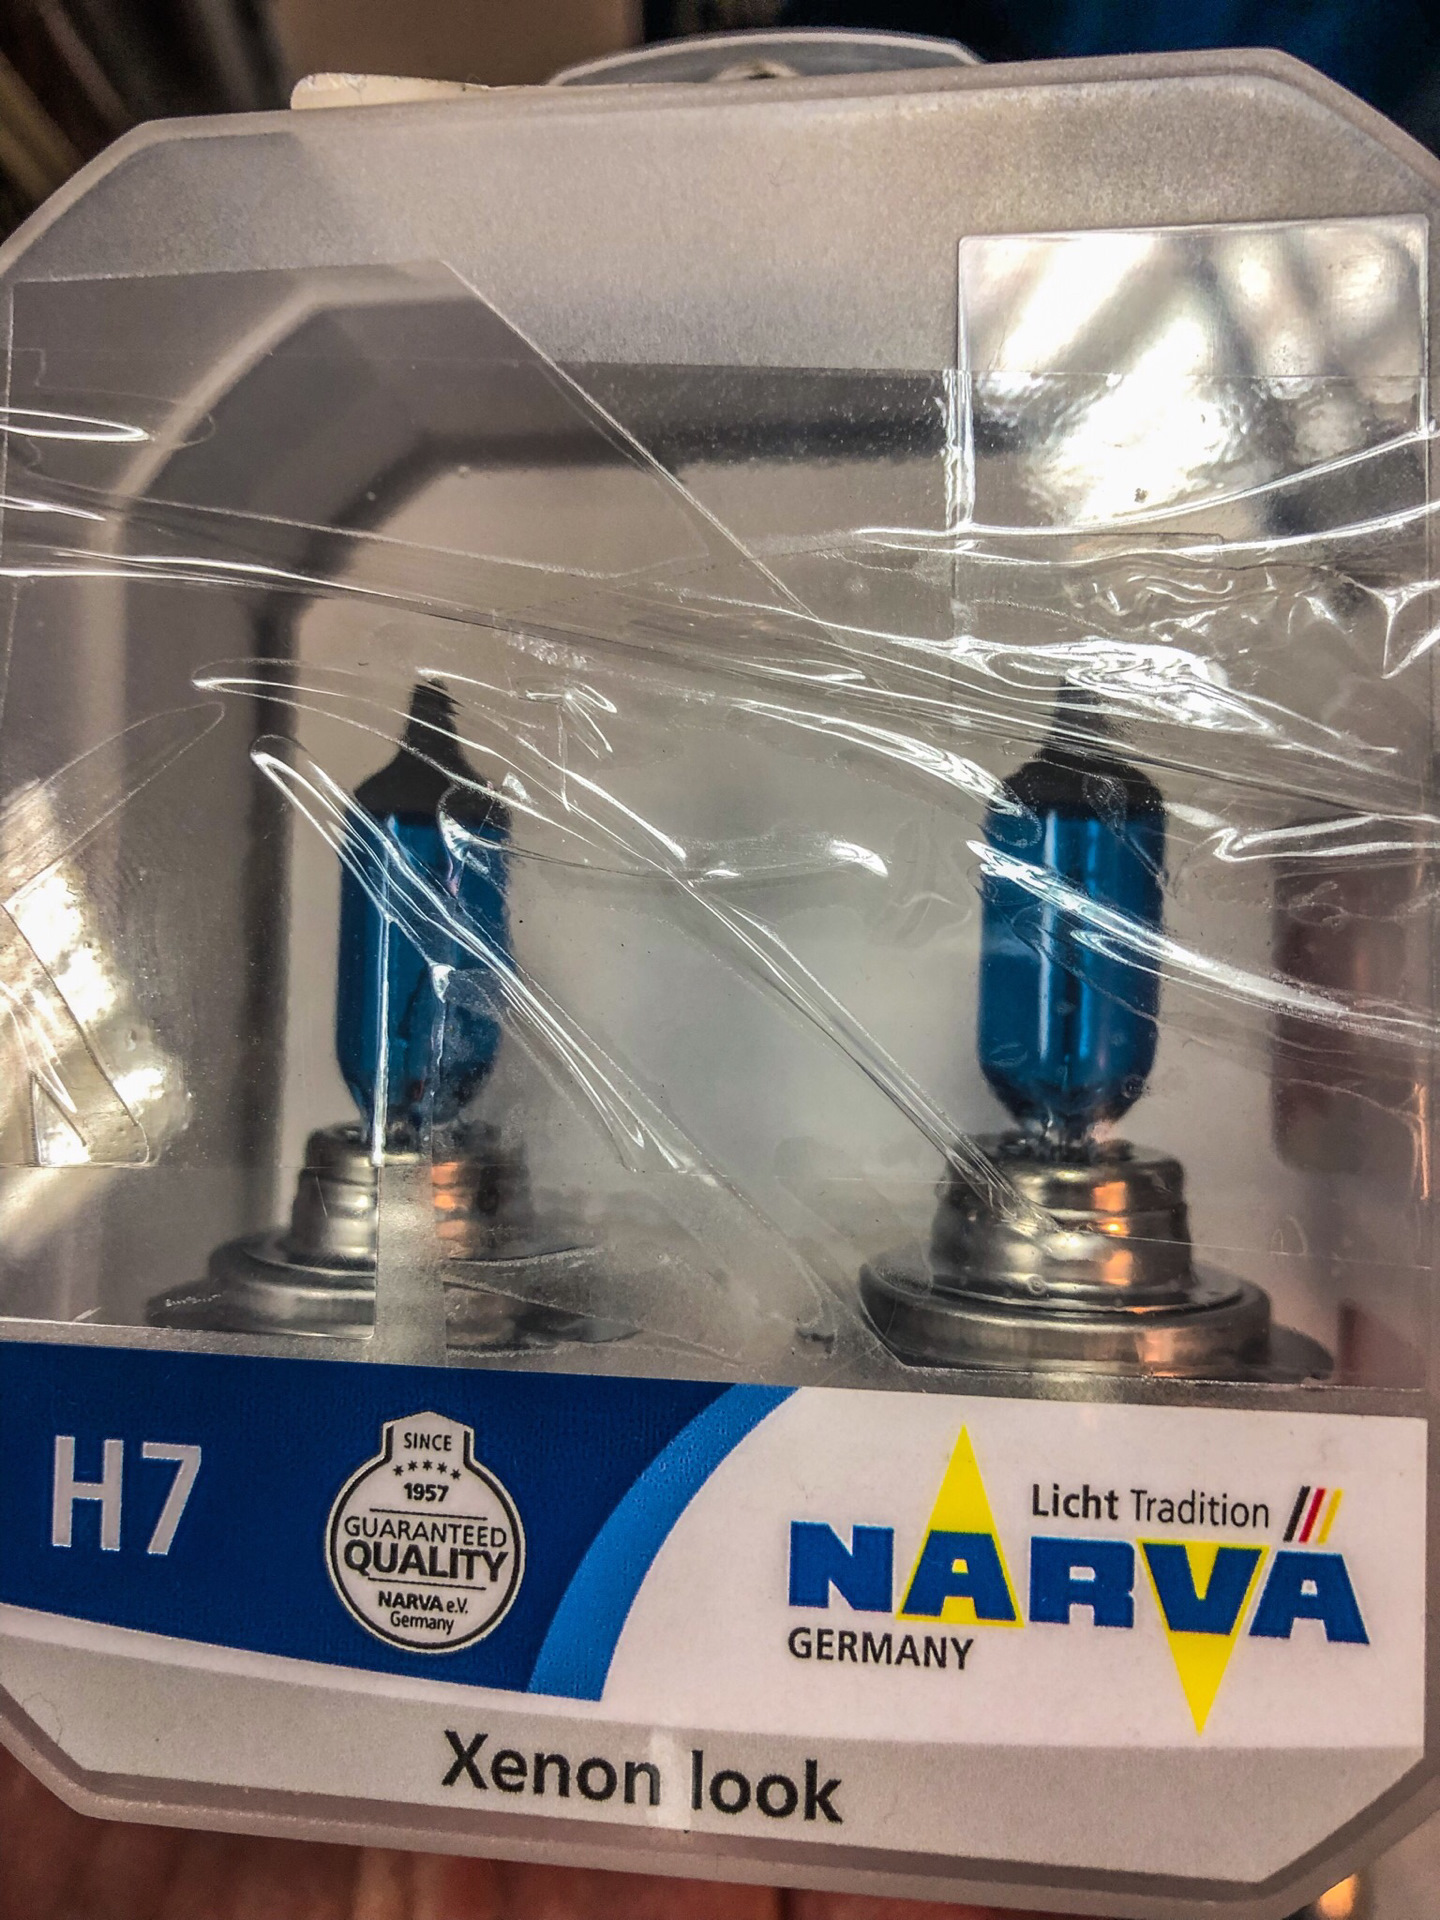 H7
SINCE
1957
GUARANTEED
QUALITY
NARVA e.V.
Germany
Licht Tradition
NARVA
GERMANY
Xenon look